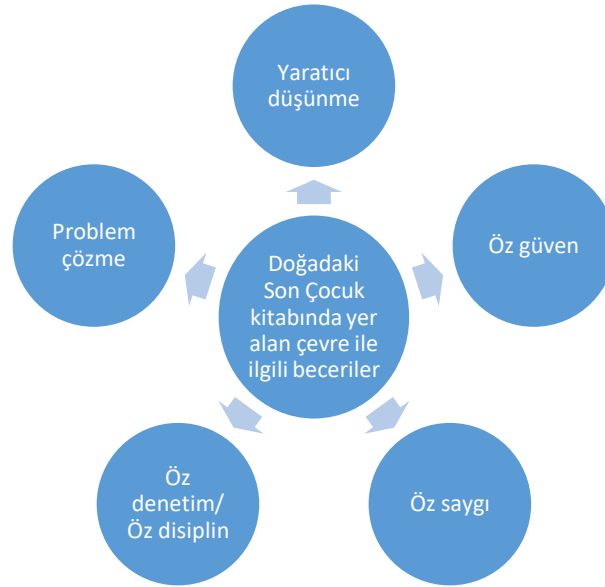 Yaratıcı
düşünme
Problem
çözme
Öz güven
Doğadaki
Son Çocuk
kitabında yer
alan çevre ile
ilgili beceriler
Öz
denetim/
Öz disiplin
Öz saygı